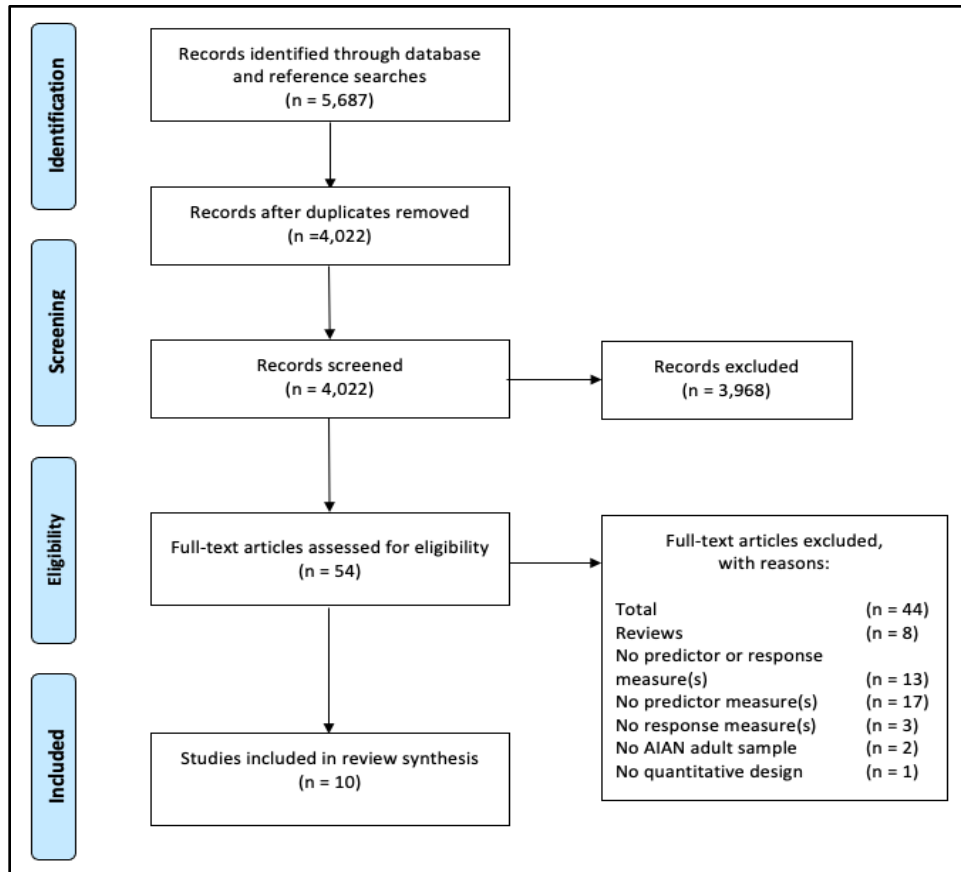 Identification
Records identified through database
and reference searches
(n = 5,687)
Records after duplicates removed
(n =4,022)
Screening
Records screened
(n = 4,022)
Records excluded
(n = 3,968)
Eligibility
Full-text articles assessed for eligibility
(n = 54)
Full-text articles excluded,
with reasons:
Total (n = 44)
Reviews (n = 8)
No predictor or response
measure(s) (n = 13)
No predictor measure(s) (n = 17)
No response measure(s) (n = 3)
No AIAN adult sample (n = 2)
No quantitative design (n = 1)
Included
Studies included in review synthesis
(n = 10)